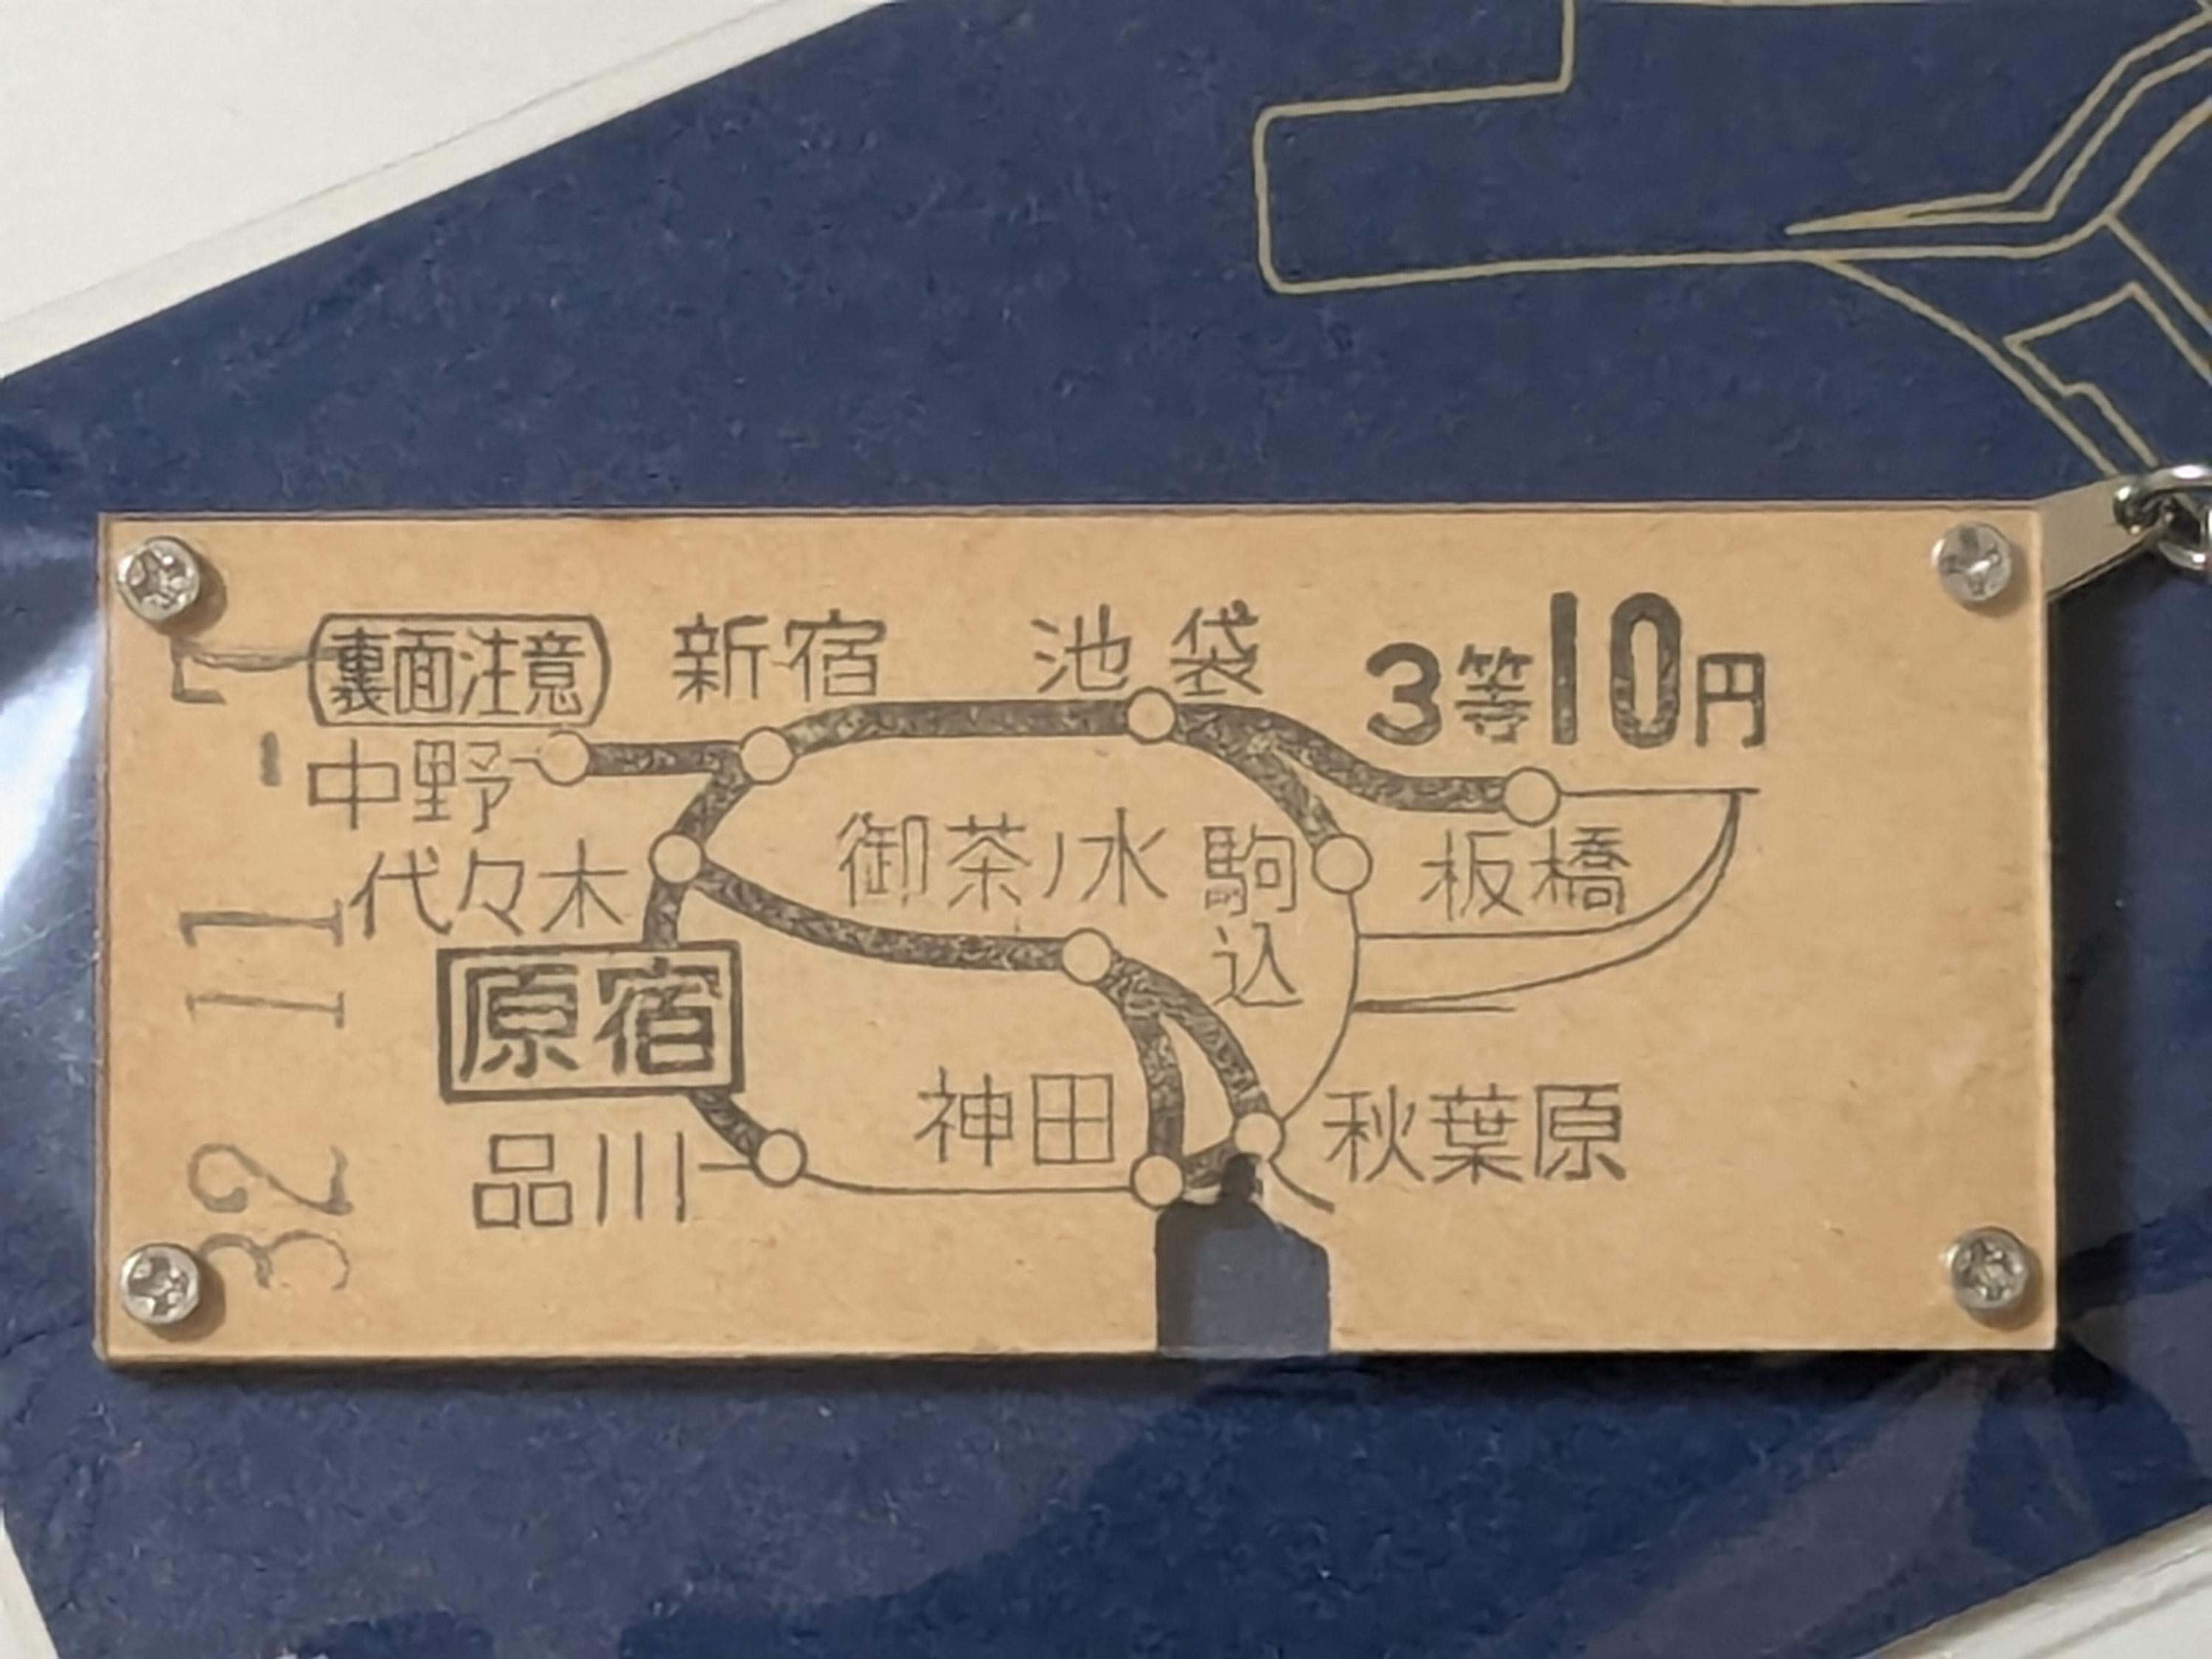 裏面注意
新宿
池袋
3等10円
中野
代々木
御茶ノ水
駒込
板橋
原宿
神田
秋葉原
品川
32 11 -7